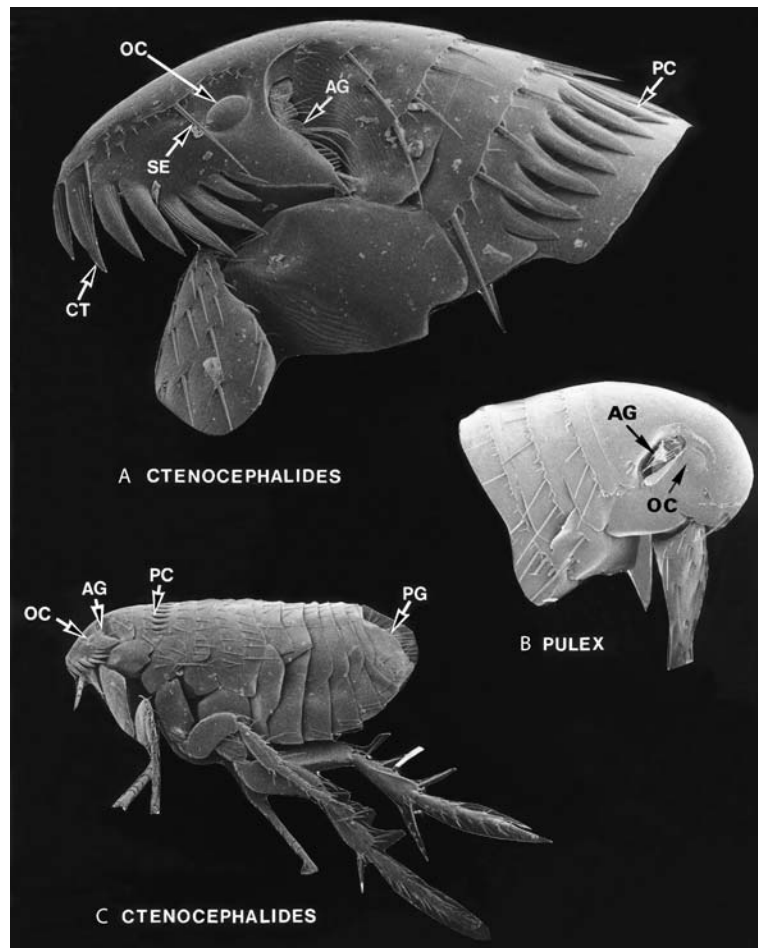 OC
AG
PC
SE
CT
A CTENOCEPHALIDES
AG
OC
B PULEX
PC
AG
OC
PG
C CTENOCEPHALIDES